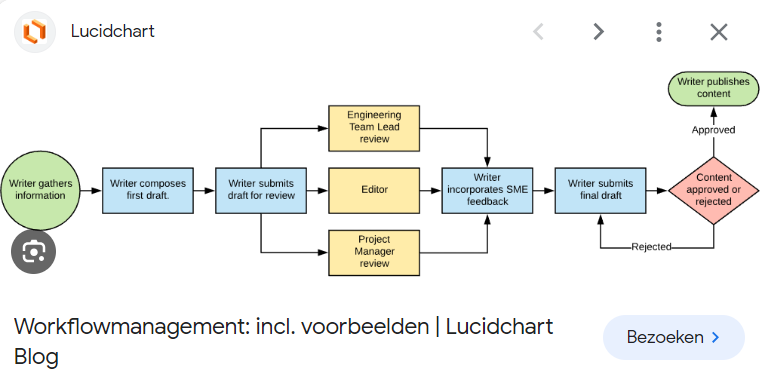 Lucidchart
Writer publishes
content
Approved
Engineering
Team Lead
review
Writer gathers
information
Writer composes
first draft.
Writer submits
draft for review
Editor
Writer
incorporates SME
feedback
Writer submits
final draft
Content
approved or
rejected
Project
Manager
review
Rejected
Workflowmanagement: incl. voorbeelden | Lucidchart
Blog
Bezoeken